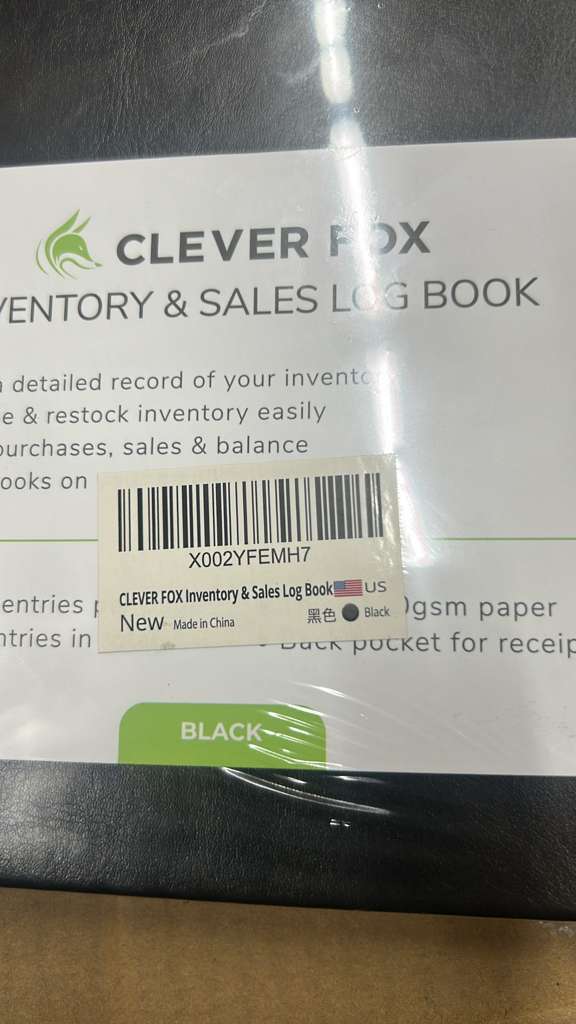 CLEVER FOX
VENTORY & SALES LOG BOOK
detailed record of your invento
e & restock inventory easily
purchases, sales & balance
ooks on
X002YFEMH7
CLEVER FOX Inventory & Sales Log Book US
New Made in China
黑色 Black
entries
gsm paper
ntries in
Back pocket for receip
BLACK